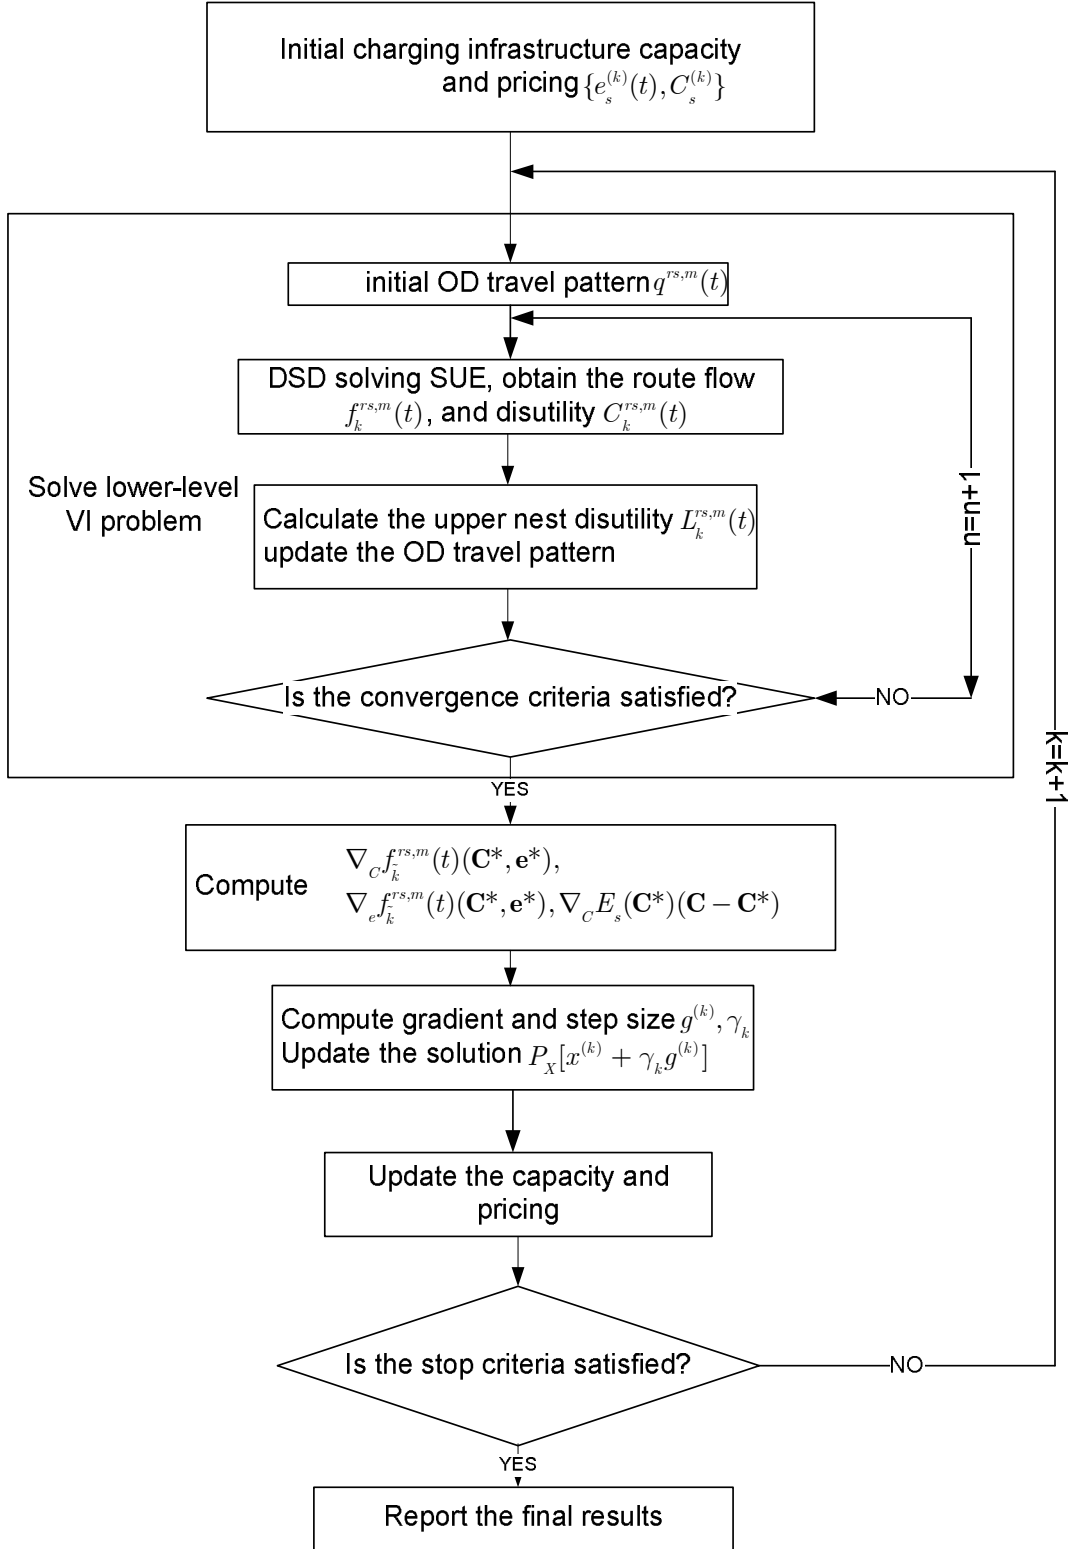 Initial charging infrastructure capacity
and pricing {e_s^{(k)}(t), C_s^{(k)}}
initial OD travel pattern q^{rs,m}(t)
DSD solving SUE, obtain the route flow
f_k^{rs,m}(t), and disutility C_k^{rs,m}(t)
Solve lower-level
VI problem
Calculate the upper nest disutility L_k^{rs,m}(t)
update the OD travel pattern
n=n+1
Is the convergence criteria satisfied?
NO
k=k+1
YES
Compute
∇_C f_{\tilde{k}}^{rs,m}(t)(C*, e*),
∇_e f_{\tilde{k}}^{rs,m}(t)(C*, e*), ∇_C E_s(C*)(C − C*)
Compute gradient and step size g^{(k)}, γ_k
Update the solution P_X[x^{(k)} + γ_k g^{(k)}]
Update the capacity and
pricing
Is the stop criteria satisfied?
NO
YES
Report the final results